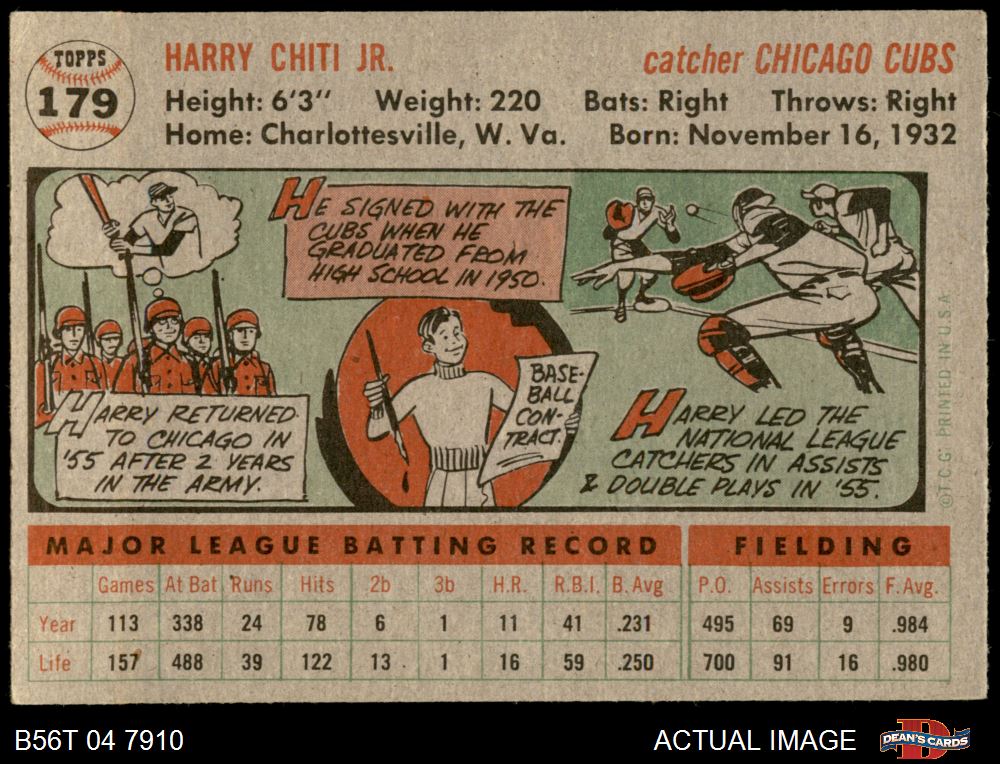 TOPPS
179
HARRY CHITI JR.
catcher CHICAGO CUBS
Height: 6'3" Weight: 220 Bats: Right Throws: Right
Home: Charlottesville, W. Va. Born: November 16, 1932
HE SIGNED WITH THE
CUBS WHEN HE
GRADUATED FROM
HIGH SCHOOL IN 1950.
HARRY RETURNED
TO CHICAGO IN
'55 AFTER 2 YEARS
IN THE ARMY.
BASE-
BALL
CON-
TRACT.
HARRY LED THE
NATIONAL LEAGUE
CATCHERS IN ASSISTS
& DOUBLE PLAYS IN '55.
©T.C.G. PRINTED IN U.S.A.
MAJOR LEAGUE BATTING RECORD FIELDING
Games At Bat Runs Hits 2b 3b H.R. R.B.I. B. Avg P.O. Assists Errors F. Avg.
Year 113 338 24 78 6 1 11 41 .231 495 69 9 .984
Life 157 488 39 122 13 1 16 59 .250 700 91 16 .980
B56T 04 7910
ACTUAL IMAGE
D
DEAN'S CARDS